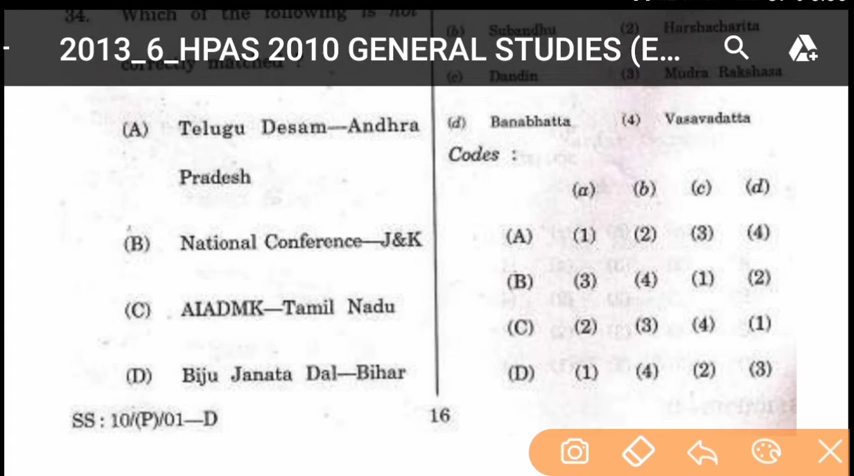 34. Which of the following is not
correctly matched ?
2013_6_HPAS 2010 GENERAL STUDIES (E...
(A) Telugu Desam—Andhra
Pradesh
(B) National Conference—J&K
(C) AIADMK—Tamil Nadu
(D) Biju Janata Dal—Bihar
SS : 10/(P)/01—D
(b) Subandhu (2) Harshacharita
(c) Dandin (3) Mudra Rakshasa
(d) Banabhatta (4) Vasavadatta
Codes :
(a) (b) (c) (d)
(A) (1) (2) (3) (4)
(B) (3) (4) (1) (2)
(C) (2) (3) (4) (1)
(D) (1) (4) (2) (3)
16